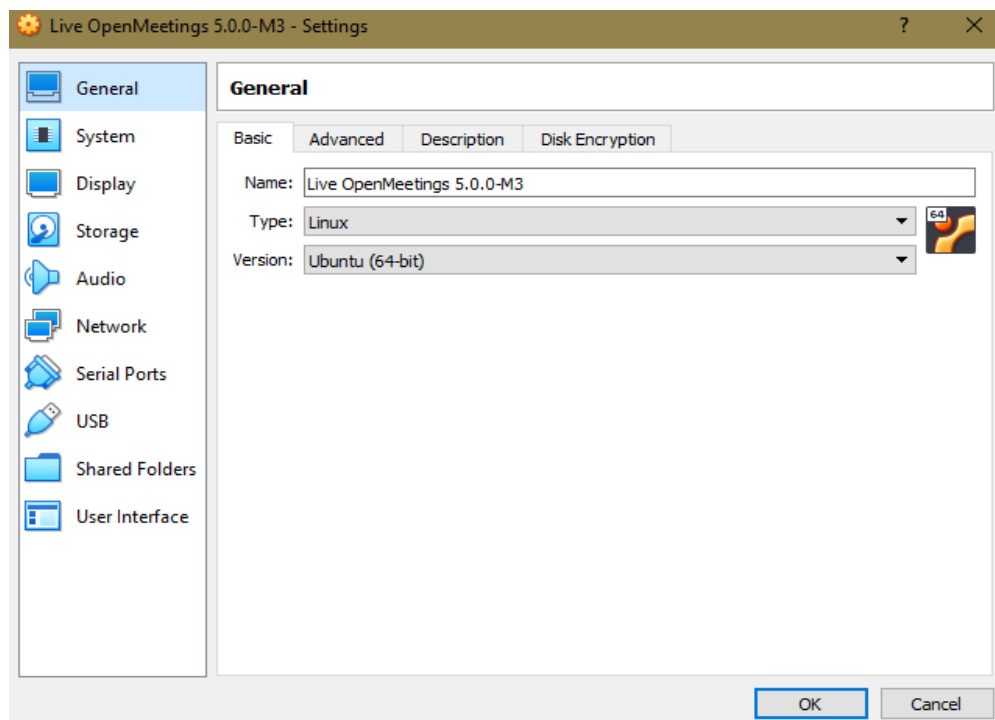 Live OpenMeetings 5.0.0-M3 - Settings
?
General
System
Display
Storage
Audio
Network
Serial Ports
USB
Shared Folders
User Interface
General
Basic Advanced Description Disk Encryption
Name: Live OpenMeetings 5.0.0-M3
Type: Linux
64
Version: Ubuntu (64-bit)
OK Cancel